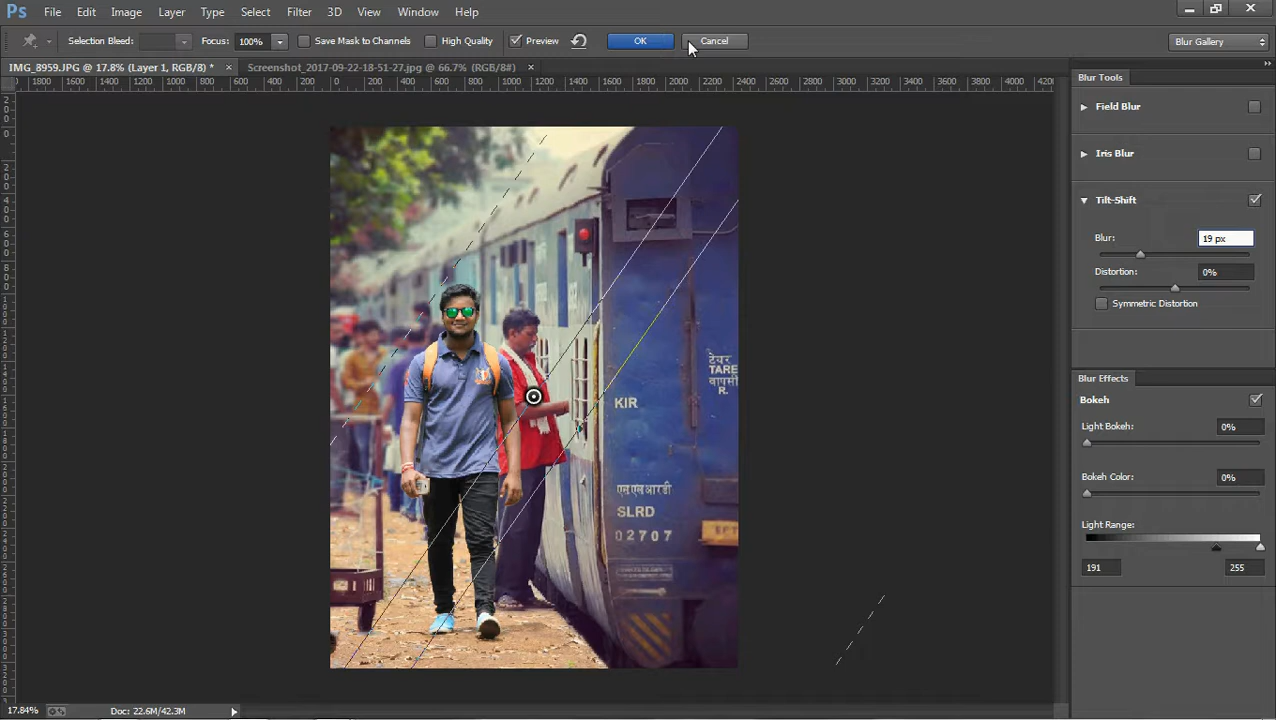 Ps File Edit Image Layer Type Select Filter 3D View Window Help
Selection Bleed: Focus: 100% Save Mask to Channels High Quality Preview OK Cancel Blur Gallery
IMG_8959.JPG @ 17.8% (Layer 1, RGB/8) * × Screenshot_2017-09-22-18-51-27.jpg @ 66.7% (RGB/8#) ×
1800 1600 1400 1200 1000 800 600 400 200 0 200 400 600 800 1000 1200 1400 1600 1800 2000 2200 2400 2600 2800 3000 3200 3400 3600 3800 4000 420
Blur Tools
Field Blur
Iris Blur
Tilt-Shift
Blur: 19 px
Distortion: 0%
Symmetric Distortion
Blur Effects
Bokeh
Light Bokeh: 0%
Bokeh Color: 0%
Light Range:
191 255
टेयर
TARE
वापसी
R.
KIR
एस एल आर डी
SLRD
02707
17.84% Doc: 22.6M/42.3M